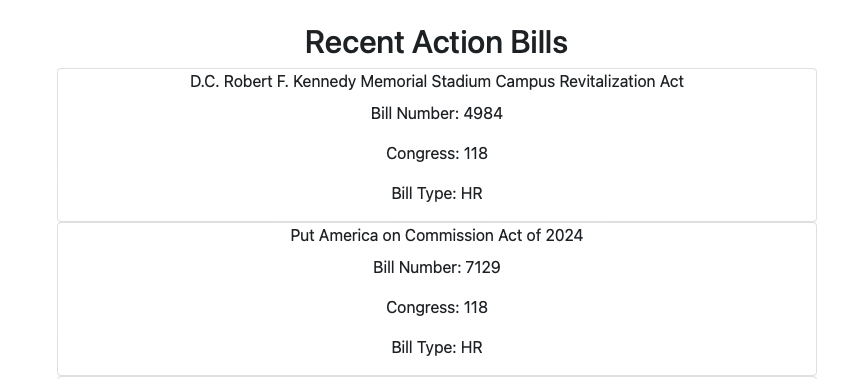 Recent Action Bills
D.C. Robert F. Kennedy Memorial Stadium Campus Revitalization Act
Bill Number: 4984
Congress: 118
Bill Type: HR
Put America on Commission Act of 2024
Bill Number: 7129
Congress: 118
Bill Type: HR